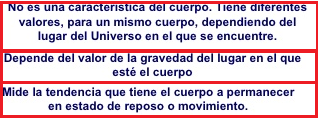 No es una característica del cuerpo. Tiene diferentes
valores, para un mismo cuerpo, dependiendo del
lugar del Universo en el que se encuentre.
Depende del valor de la gravedad del lugar en el que
esté el cuerpo
Mide la tendencia que tiene el cuerpo a permanecer
en estado de reposo o movimiento.